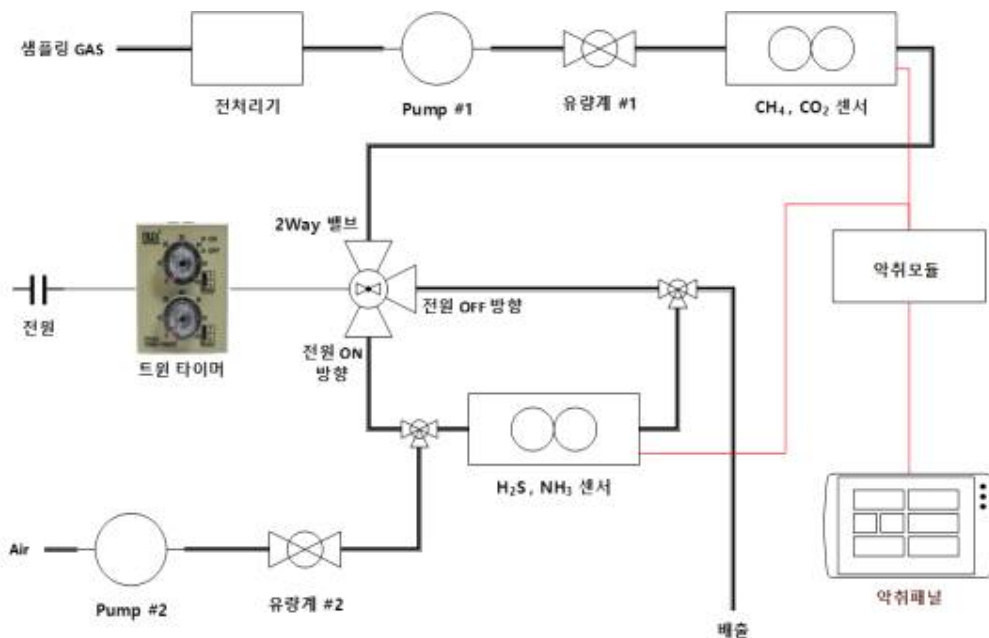 샘플링 GAS
전처리기
Pump #1
유량계 #1
CH₄ , CO₂ 센서
2Way 밸브
악취모듈
전원
트윈 타이머
전원 OFF 방향
전원 ON
방향
H₂S , NH₃ 센서
Air
Pump #2
유량계 #2
배출
악취패널